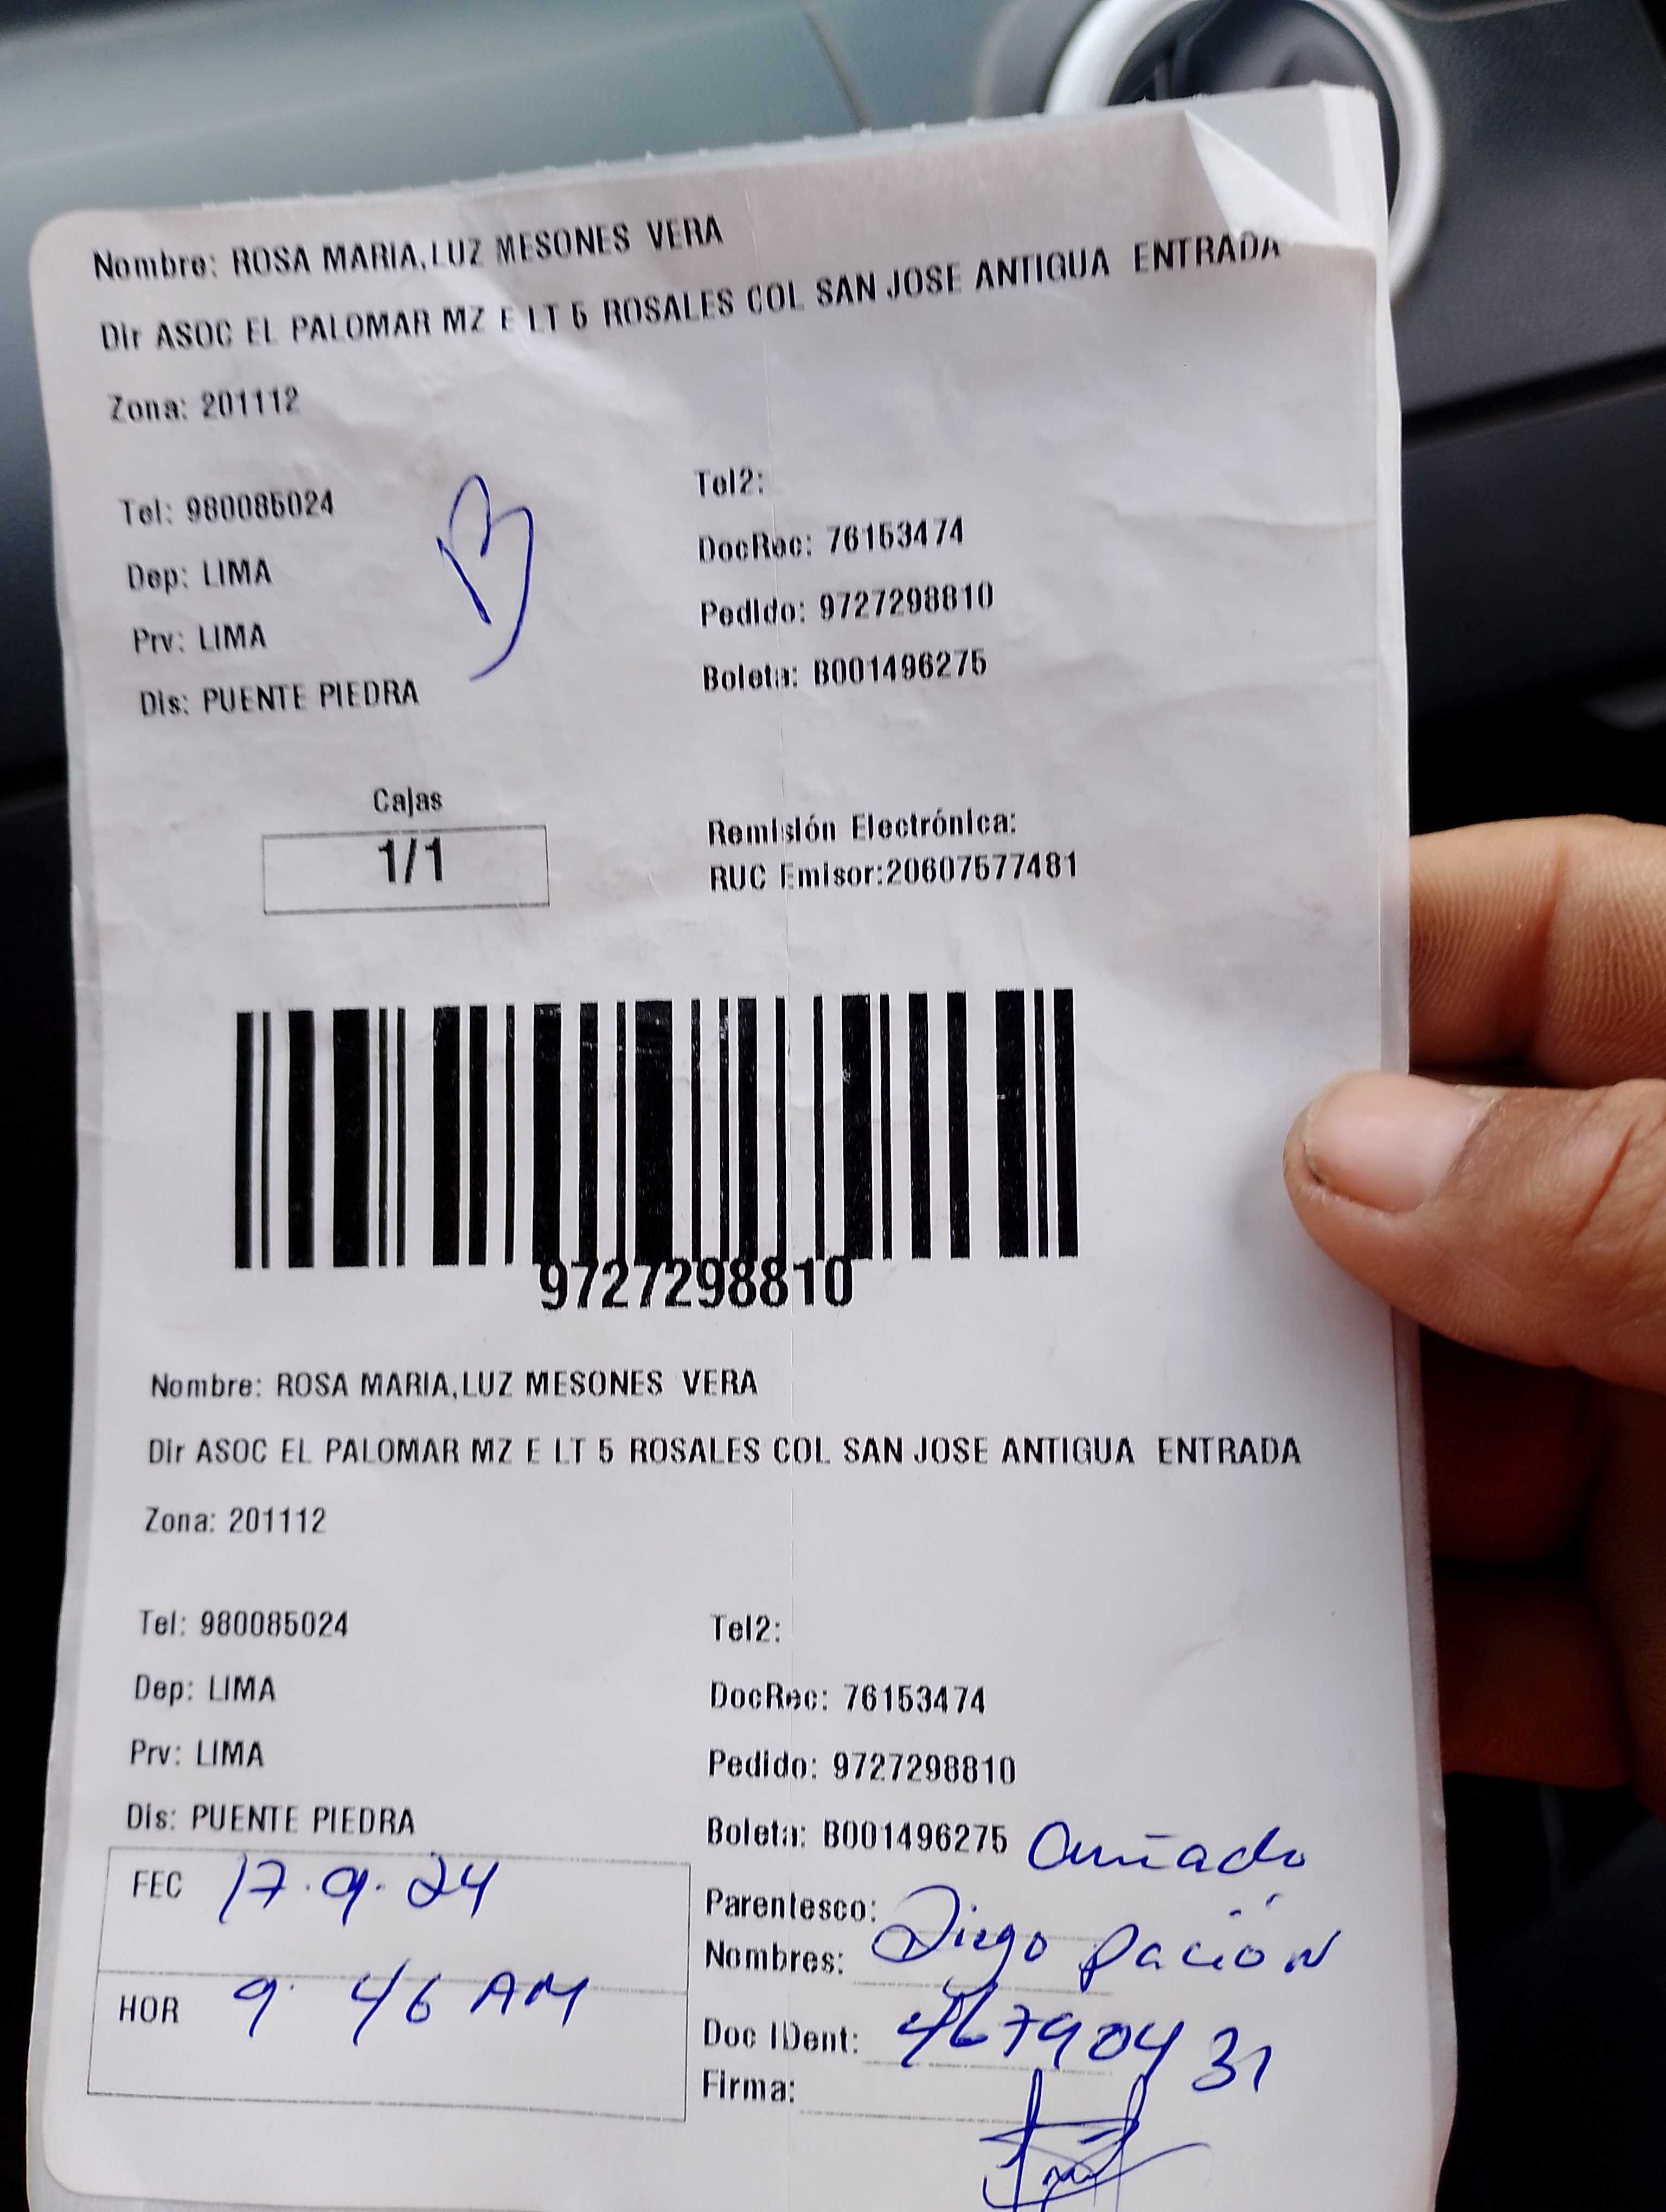 Nombre: ROSA MARIA,LUZ MESONES VERA
Dir ASOC EL PALOMAR MZ E LT 5 ROSALES COL SAN JOSE ANTIGUA ENTRADA
Zona: 201112
Tel: 980085024
Tel2:
Dep: LIMA
DocRec: 76153474
Prv: LIMA
Pedido: 9727298810
Dis: PUENTE PIEDRA
Boleta: B001496275
Cajas
1/1
Remisión Electrónica:
RUC Emisor:20607577481
9727298810
Nombre: ROSA MARIA,LUZ MESONES VERA
Dir ASOC EL PALOMAR MZ E LT 5 ROSALES COL SAN JOSE ANTIGUA ENTRADA
Zona: 201112
Tel: 980085024
Tel2:
Dep: LIMA
DocRec: 76153474
Prv: LIMA
Pedido: 9727298810
Dis: PUENTE PIEDRA
Boleta: B001496275
FEC 17.9.24
HOR 9 46 AM
Parentesco: Cuñado
Nombres: Diego
Doc IDent: 46790431
Firma: